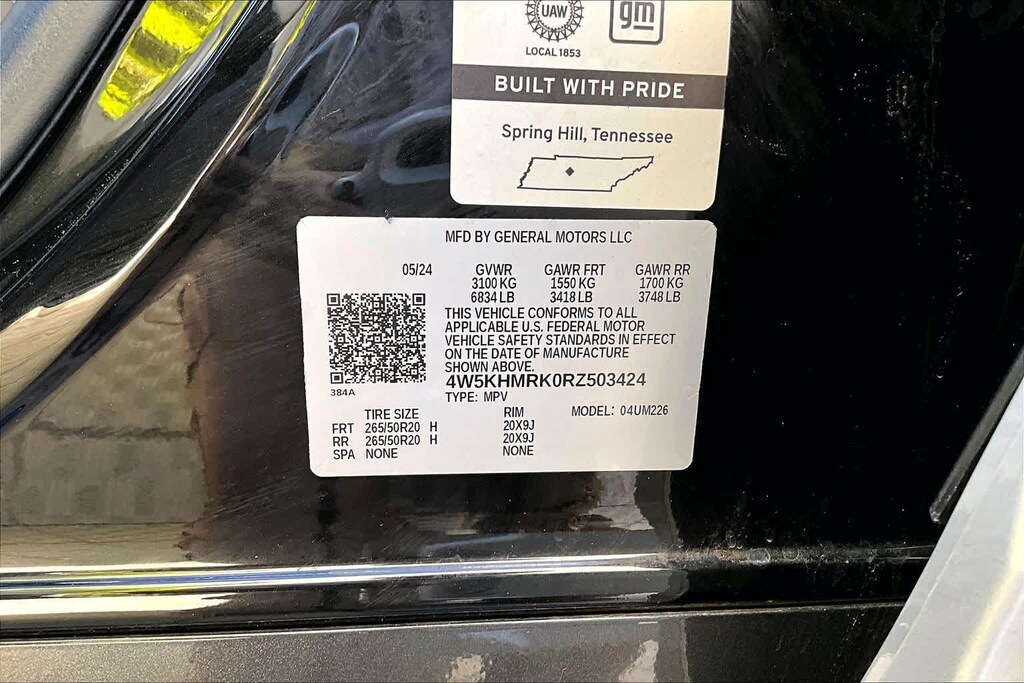 UAW
gm
LOCAL 1853
BUILT WITH PRIDE
Spring Hill, Tennessee
MFD BY GENERAL MOTORS LLC
05/24 GVWR GAWR FRT GAWR RR
3100 KG 1550 KG 1700 KG
6834 LB 3418 LB 3748 LB
THIS VEHICLE CONFORMS TO ALL
APPLICABLE U.S. FEDERAL MOTOR
VEHICLE SAFETY STANDARDS IN EFFECT
ON THE DATE OF MANUFACTURE
SHOWN ABOVE.
4W5KHMRK0RZ503424
384A
TYPE: MPV
TIRE SIZE RIM MODEL: 04UM226
FRT 265/50R20 H 20X9J
RR 265/50R20 H 20X9J
SPA NONE NONE